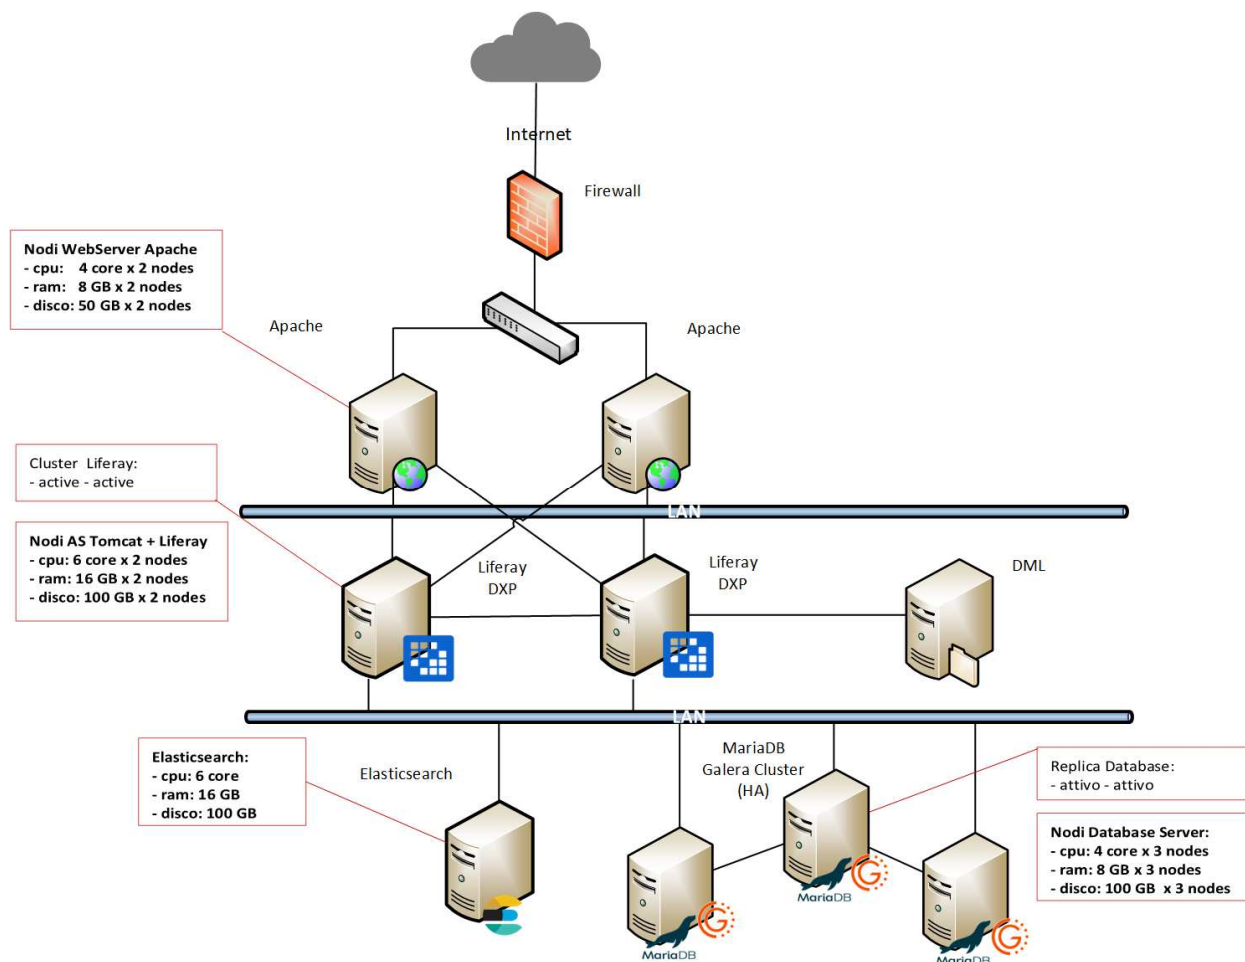 Internet
Firewall
Nodi WebServer Apache
- cpu: 4 core x 2 nodes
- ram: 8 GB x 2 nodes
- disco: 50 GB x 2 nodes
Apache
Apache
Cluster Liferay:
- active - active
LAN
Nodi AS Tomcat + Liferay
- cpu: 6 core x 2 nodes
- ram: 16 GB x 2 nodes
- disco: 100 GB x 2 nodes
Liferay
DXP
Liferay
DXP
DML
LAN
Elasticsearch:
- cpu: 6 core
- ram: 16 GB
- disco: 100 GB
Elasticsearch
MariaDB
Galera Cluster
(HA)
Replica Database:
- attivo - attivo
Nodi Database Server:
- cpu: 4 core x 3 nodes
- ram: 8 GB x 3 nodes
- disco: 100 GB x 3 nodes
MariaDB
MariaDB
MariaDB